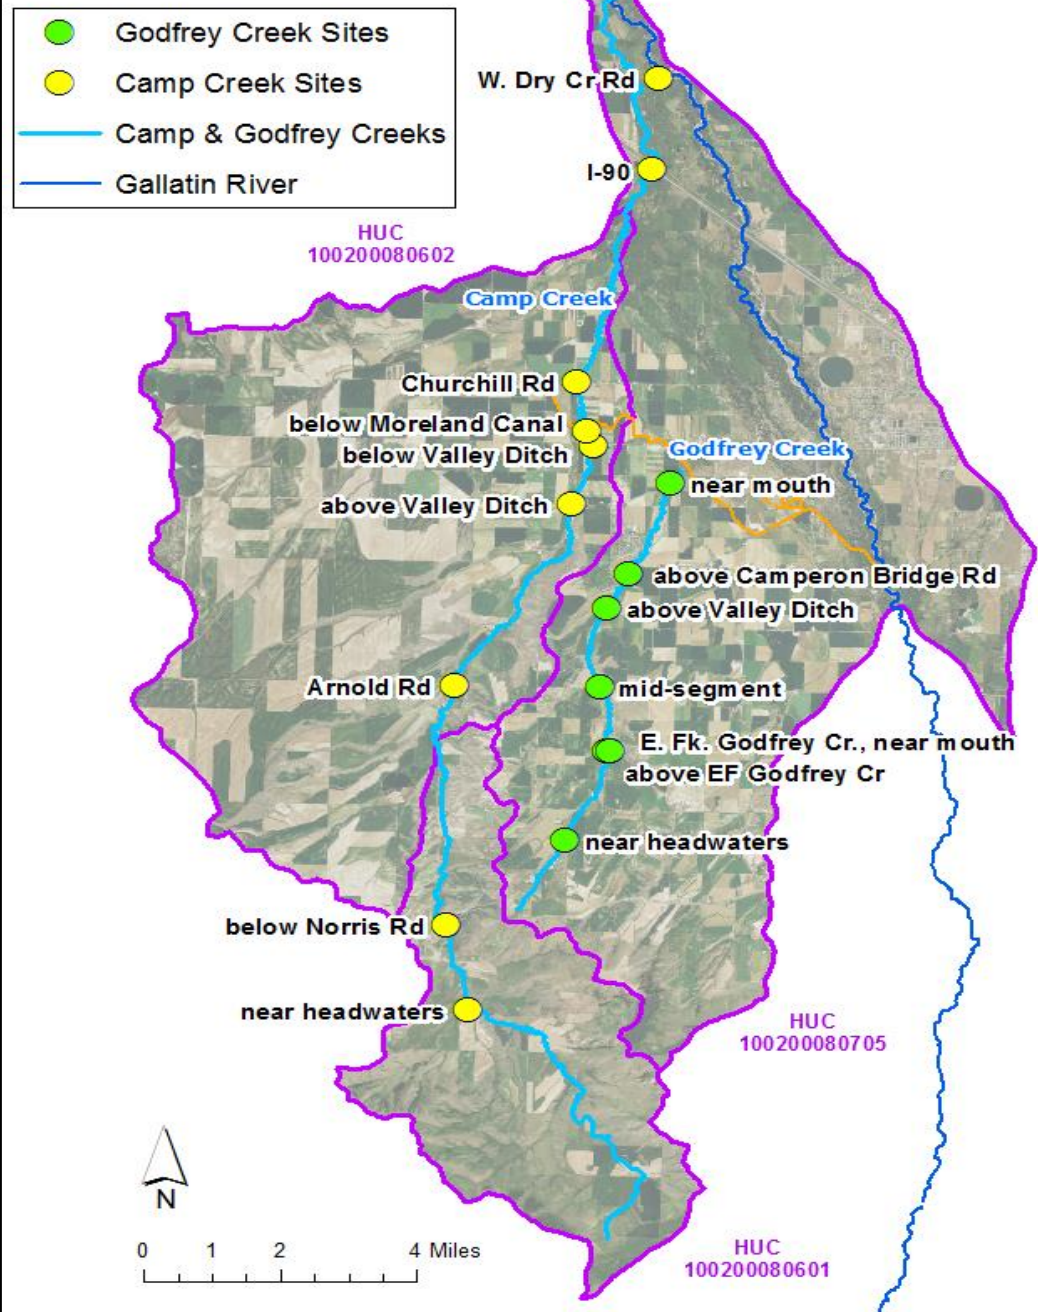 Godfrey Creek Sites
Camp Creek Sites
Camp & Godfrey Creeks
Gallatin River
W. Dry Cr Rd
I-90
HUC
100200080602
Camp Creek
Churchill Rd
below Moreland Canal
below Valley Ditch
Godfrey Creek
near mouth
above Valley Ditch
above Camperon Bridge Rd
above Valley Ditch
Arnold Rd
mid-segment
E. Fk. Godfrey Cr., near mouth
above EF Godfrey Cr
near headwaters
below Norris Rd
near headwaters
HUC
100200080705
N
0 1 2 4 Miles
HUC
100200080601